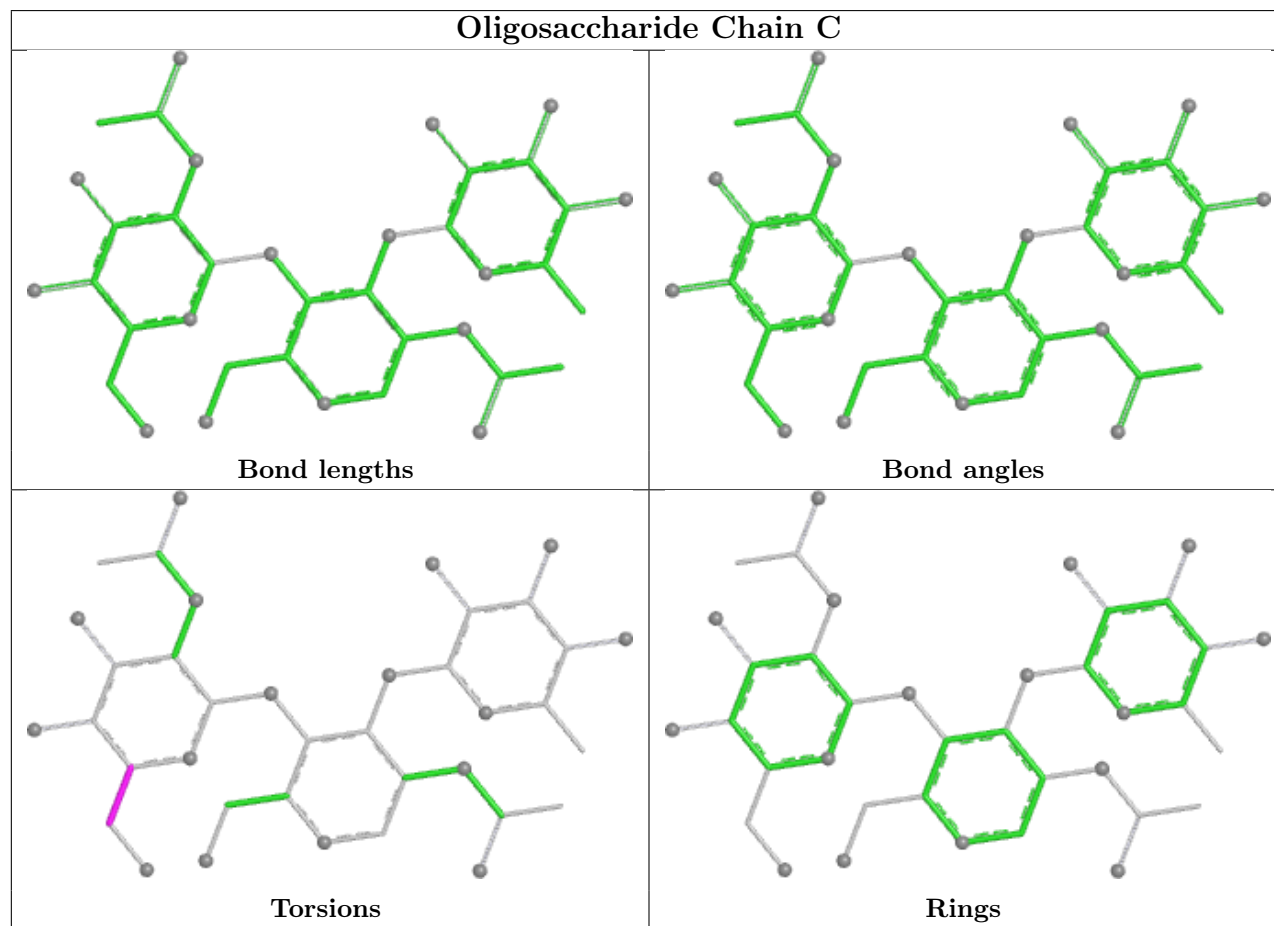 Oligosaccharide Chain C
Bond lengths
Bond angles
Torsions
Rings